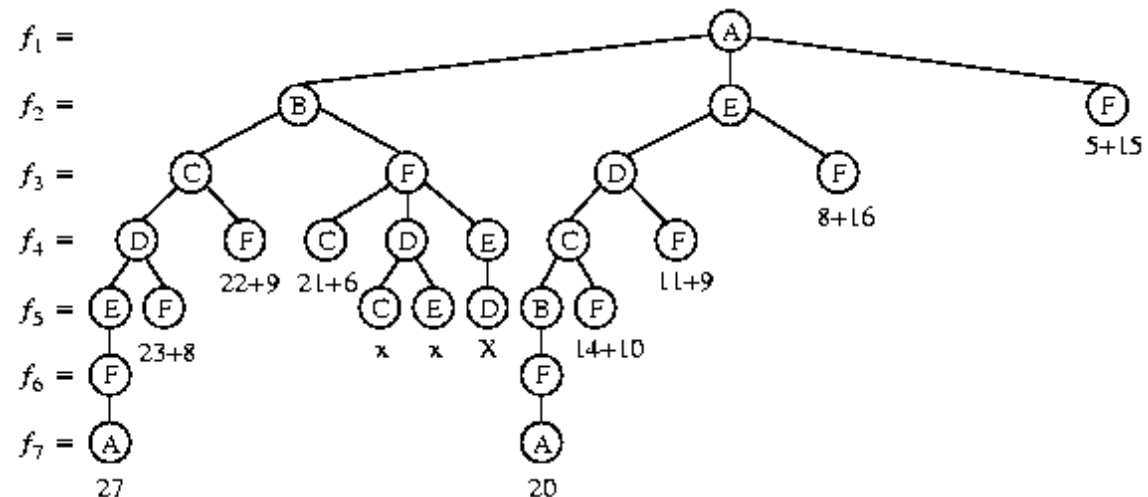 f₁ = A
f₂ = B E F
5+15
f₃ = C F D F
8+16
f₄ = D F C D E C F
22+9 21+6 11+9
f₅ = E F C E D B F
23+8 x x X 14+10
f₆ = F F
f₇ = A A
27 20